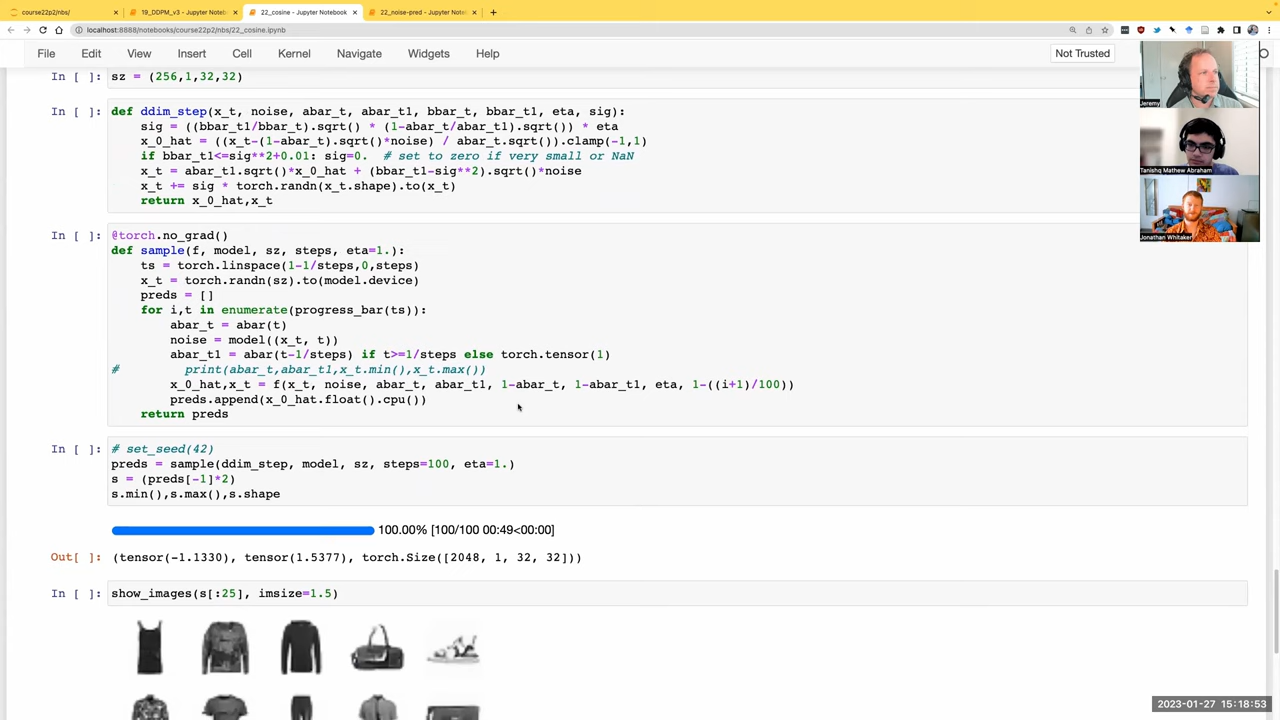 course22p2/nbs/
19_DDPM_v3 - Jupyter Noteb
22_cosine - Jupyter Notebook
22_noise-pred - Jupyter Note
localhost:8888/notebooks/course22p2/nbs/22_cosine.ipynb
File Edit View Insert Cell Kernel Navigate Widgets Help
Not Trusted
In [ ]: sz = (256,1,32,32)
In [ ]: def ddim_step(x_t, noise, abar_t, abar_t1, bbar_t, bbar_t1, eta, sig):
sig = ((bbar_t1/bbar_t).sqrt() * (1-abar_t/abar_t1).sqrt()) * eta
x_0_hat = ((x_t-(1-abar_t).sqrt()*noise) / abar_t.sqrt()).clamp(-1,1)
if bbar_t1<=sig**2+0.01: sig=0. # set to zero if very small or NaN
x_t = abar_t1.sqrt()*x_0_hat + (bbar_t1-sig**2).sqrt()*noise
x_t += sig * torch.randn(x_t.shape).to(x_t)
return x_0_hat,x_t
In [ ]: @torch.no_grad()
def sample(f, model, sz, steps, eta=1.):
ts = torch.linspace(1-1/steps,0,steps)
x_t = torch.randn(sz).to(model.device)
preds = []
for i,t in enumerate(progress_bar(ts)):
abar_t = abar(t)
noise = model((x_t, t))
abar_t1 = abar(t-1/steps) if t>=1/steps else torch.tensor(1)
# print(abar_t,abar_t1,x_t.min(),x_t.max())
x_0_hat,x_t = f(x_t, noise, abar_t, abar_t1, 1-abar_t, 1-abar_t1, eta, 1-((i+1)/100))
preds.append(x_0_hat.float().cpu())
return preds
In [ ]: # set_seed(42)
preds = sample(ddim_step, model, sz, steps=100, eta=1.)
s = (preds[-1]*2)
s.min(),s.max(),s.shape
100.00% [100/100 00:49<00:00]
Out[ ]: (tensor(-1.1330), tensor(1.5377), torch.Size([2048, 1, 32, 32]))
In [ ]: show_images(s[:25], imsize=1.5)
Jeremy
Tanishq Mathew Abraham
Jonathan Whitaker
2023-01-27 15:18:53